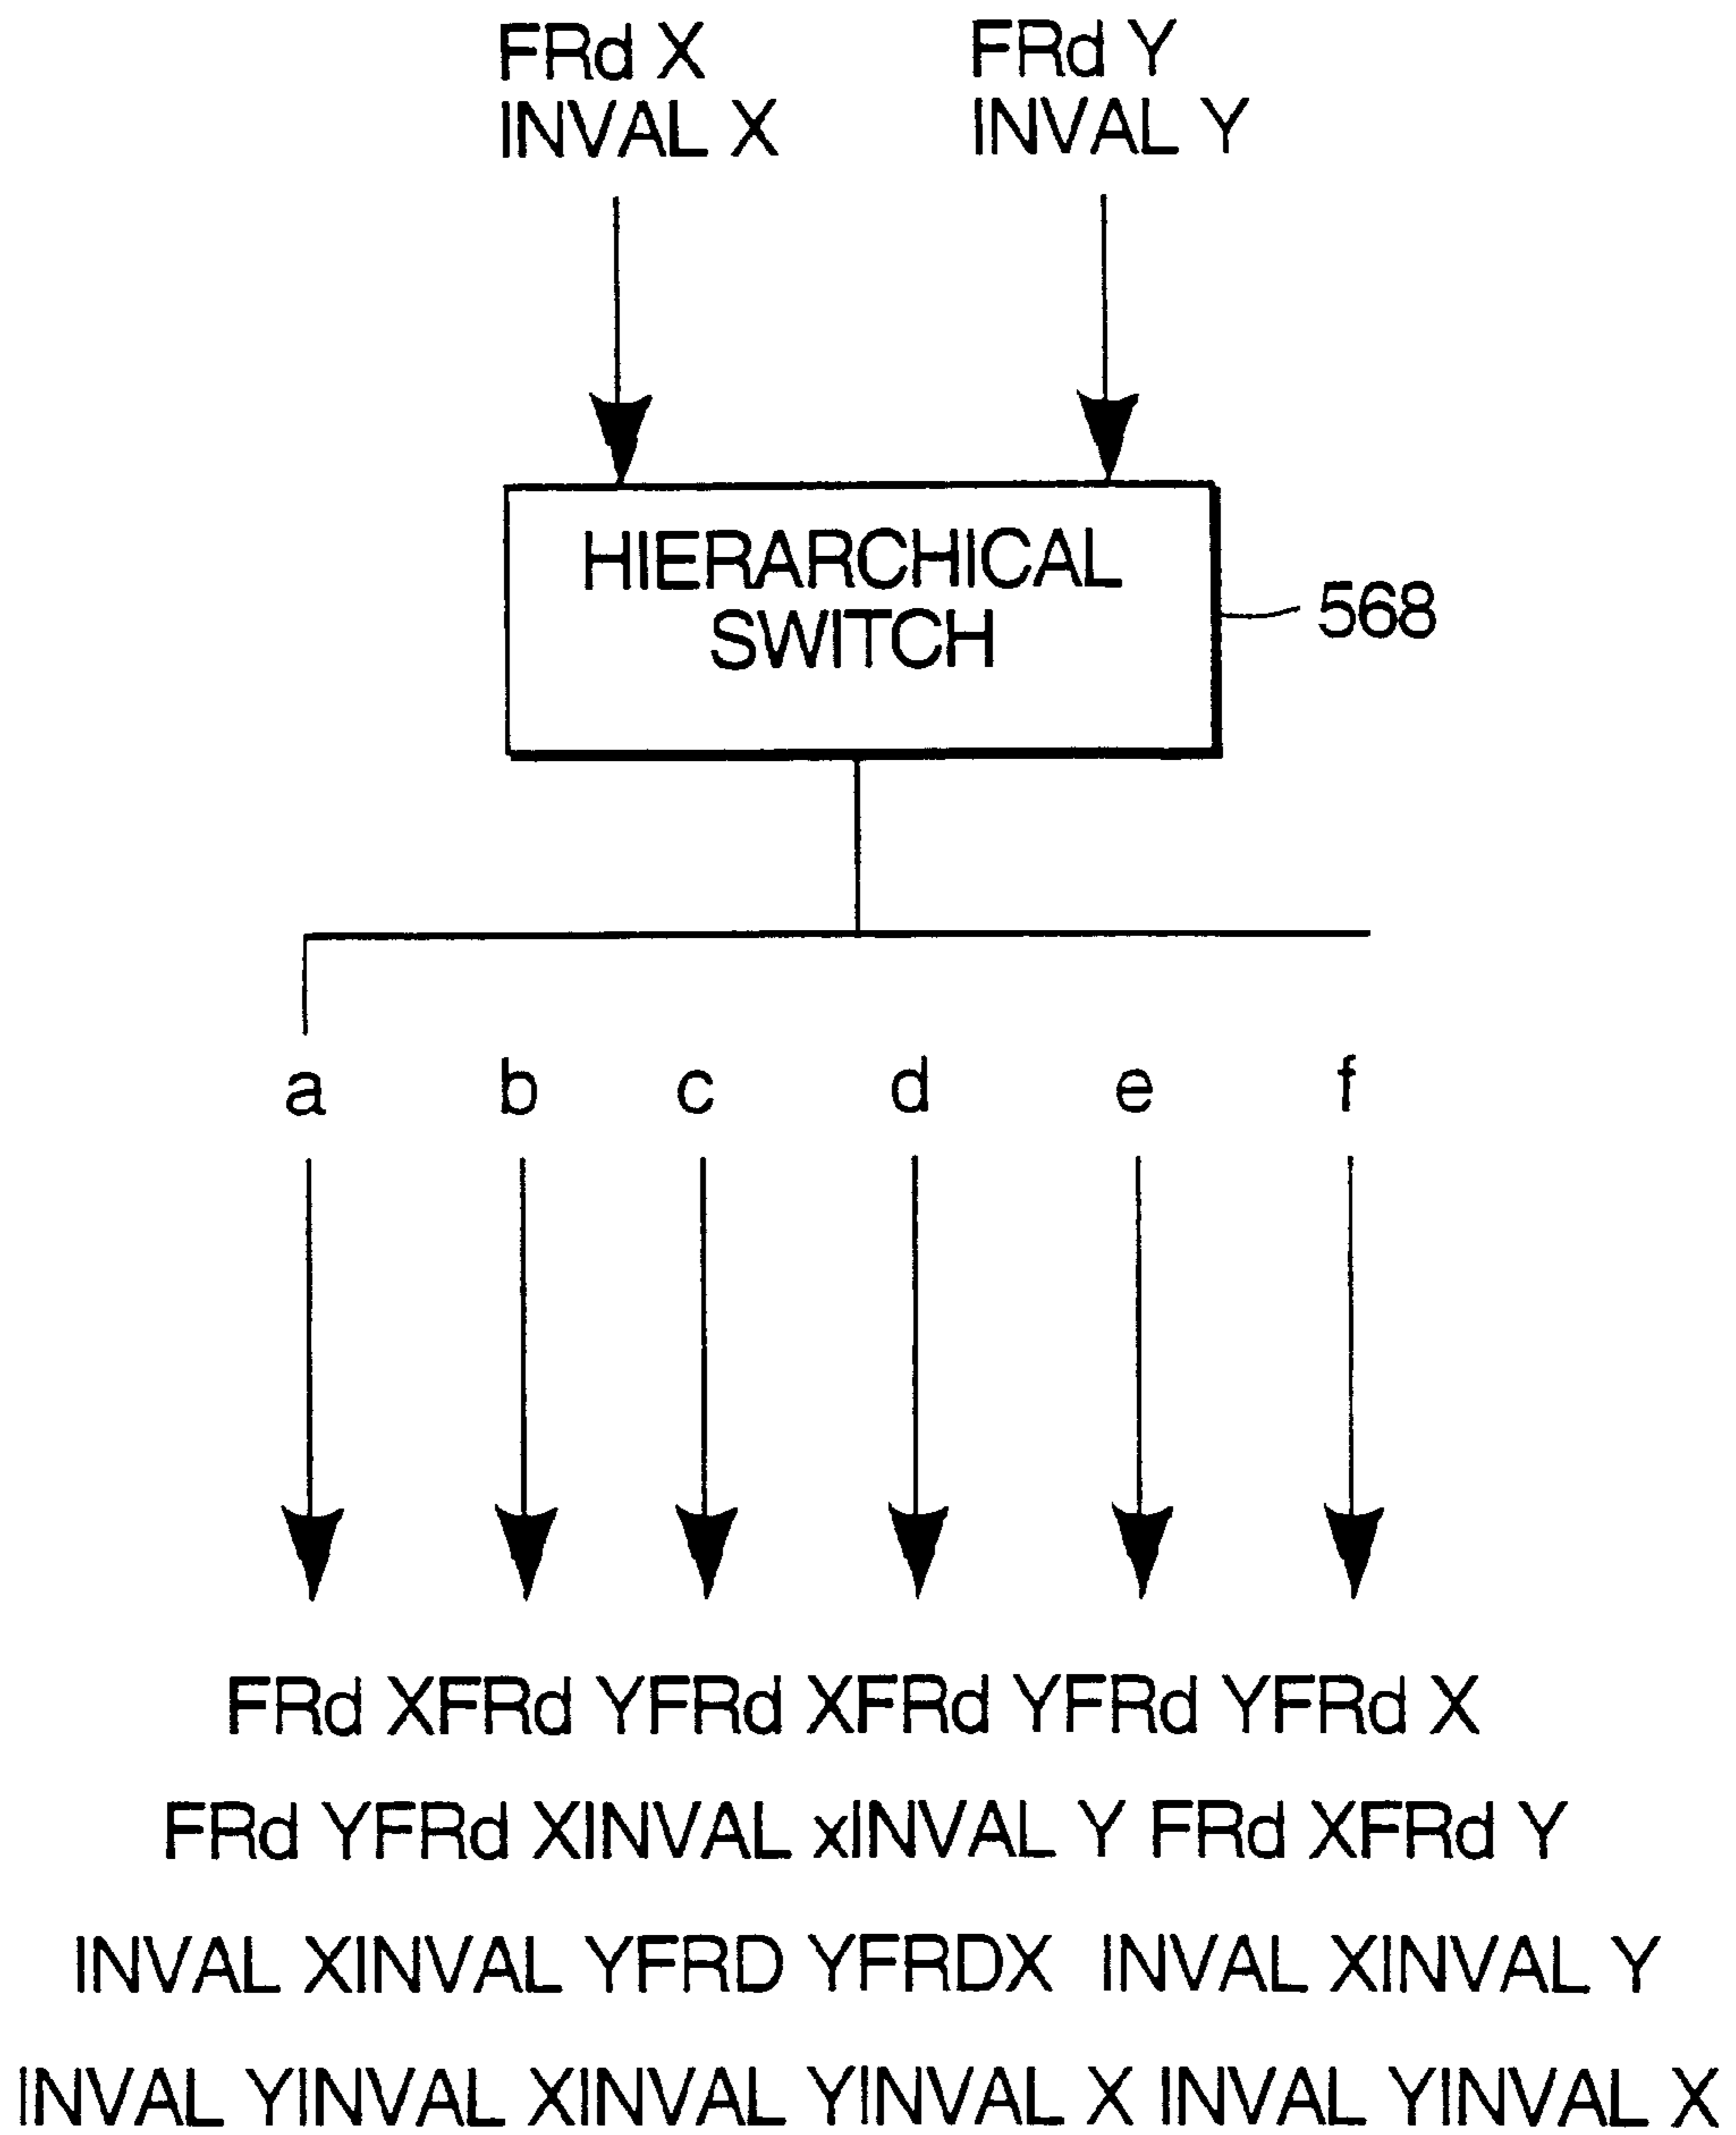 FRd X
INVAL X
FRd Y
INVAL Y
HIERARCHICAL
SWITCH
568
a b c d e f
FRd XFRd YFRd XFRd YFRd YFRd X
FRd YFRd XINVAL xINVAL Y FRd XFRd Y
INVAL XINVAL YFRD YFRDX INVAL XINVAL Y
INVAL YINVAL XINVAL YINVAL X INVAL YINVAL X